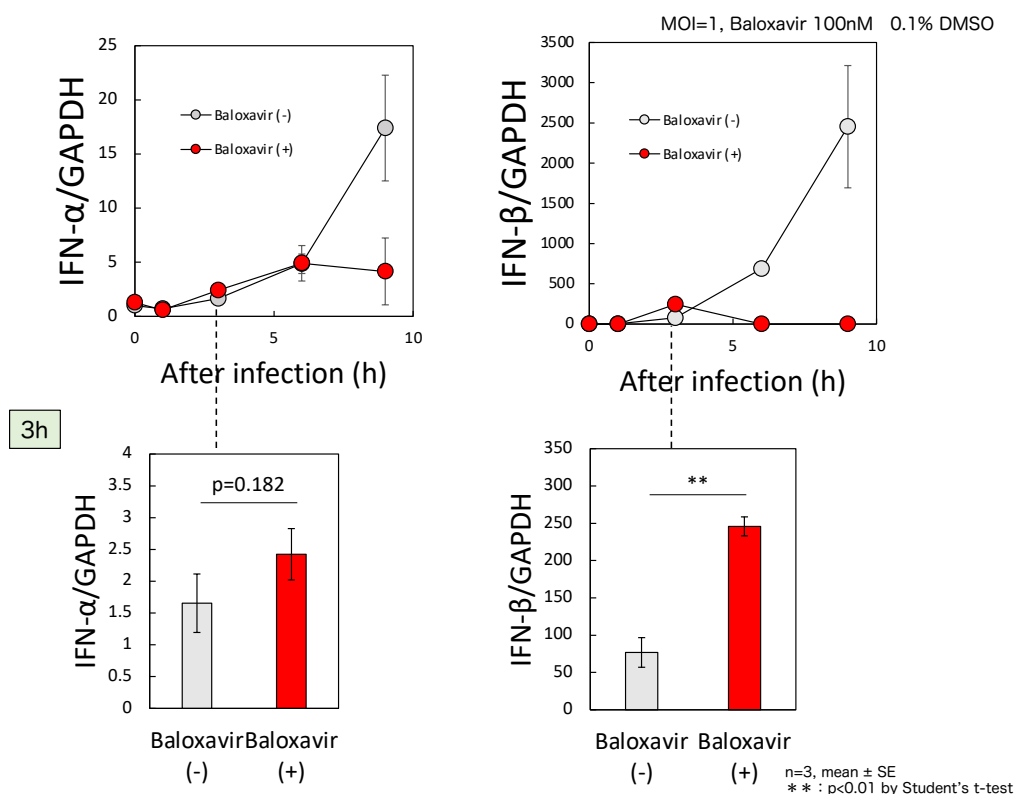 MOI=1, Baloxavir 100nM 0.1% DMSO
IFN-α/GAPDH
25
20
15
10
5
0
Baloxavir (-)
Baloxavir (+)
0 5 10
After infection (h)
IFN-β/GAPDH
3500
3000
2500
2000
1500
1000
500
0
Baloxavir (-)
Baloxavir (+)
0 5 10
After infection (h)
3h
IFN-α/GAPDH
4
3.5
3
2.5
2
1.5
1
0.5
0
p=0.182
Baloxavir Baloxavir
(-) (+)
IFN-β/GAPDH
350
300
250
200
150
100
50
0
**
Baloxavir Baloxavir
(-) (+)
n=3, mean ± SE
＊＊：p<0.01 by Student's t-test